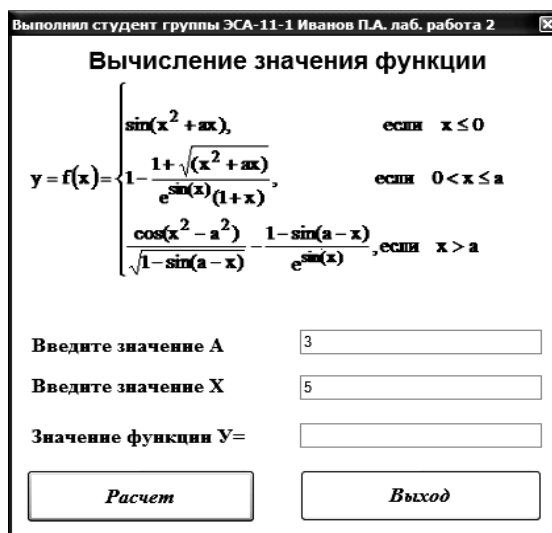 Выполнил студент группы ЭСА-11-1 Иванов П.А. лаб. работа 2
Вычисление значения функции
sin(x² + ax), если x ≤ 0
y = f(x) = { 1 - (1 + √(x² + ax)) / (e^sin(x) (1 + x)), если 0 < x ≤ a
cos(x² - a²) / √(1 - sin(a - x)) - (1 - sin(a - x)) / e^sin(x), если x > a
Введите значение А 3
Введите значение Х 5
Значение функции У=
Расчет Выход